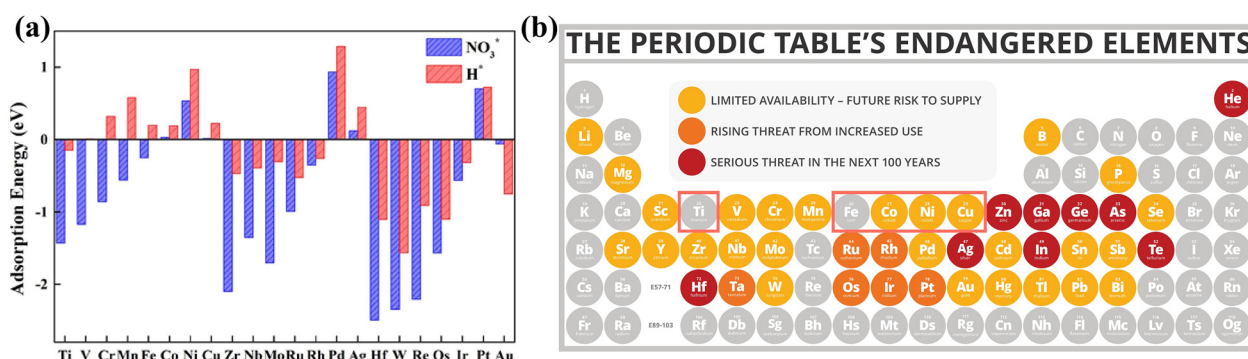 (a)
NO3*
H*
Adsorption Energy (eV)
1
0
-1
-2
Ti V Cr Mn Fe Co Ni Cu Zr Nb Mo Ru Rh Pd Ag Hf W Re Os Ir Pt Au
(b)
THE PERIODIC TABLE'S ENDANGERED ELEMENTS
LIMITED AVAILABILITY – FUTURE RISK TO SUPPLY
RISING THREAT FROM INCREASED USE
SERIOUS THREAT IN THE NEXT 100 YEARS
H He
Li Be B C N O F Ne
Na Mg Al Si P S Cl Ar
K Ca Sc Ti V Cr Mn Fe Co Ni Cu Zn Ga Ge As Se Br Kr
Rb Sr Y Zr Nb Mo Tc Ru Rh Pd Ag Cd In Sn Sb Te I Xe
Cs Ba E57-71 Hf Ta W Re Os Ir Pt Au Hg Tl Pb Bi Po At Rn
Fr Ra E89-103 Rf Db Sg Bh Hs Mt Ds Rg Cn Nh Fl Mc Lv Ts Og